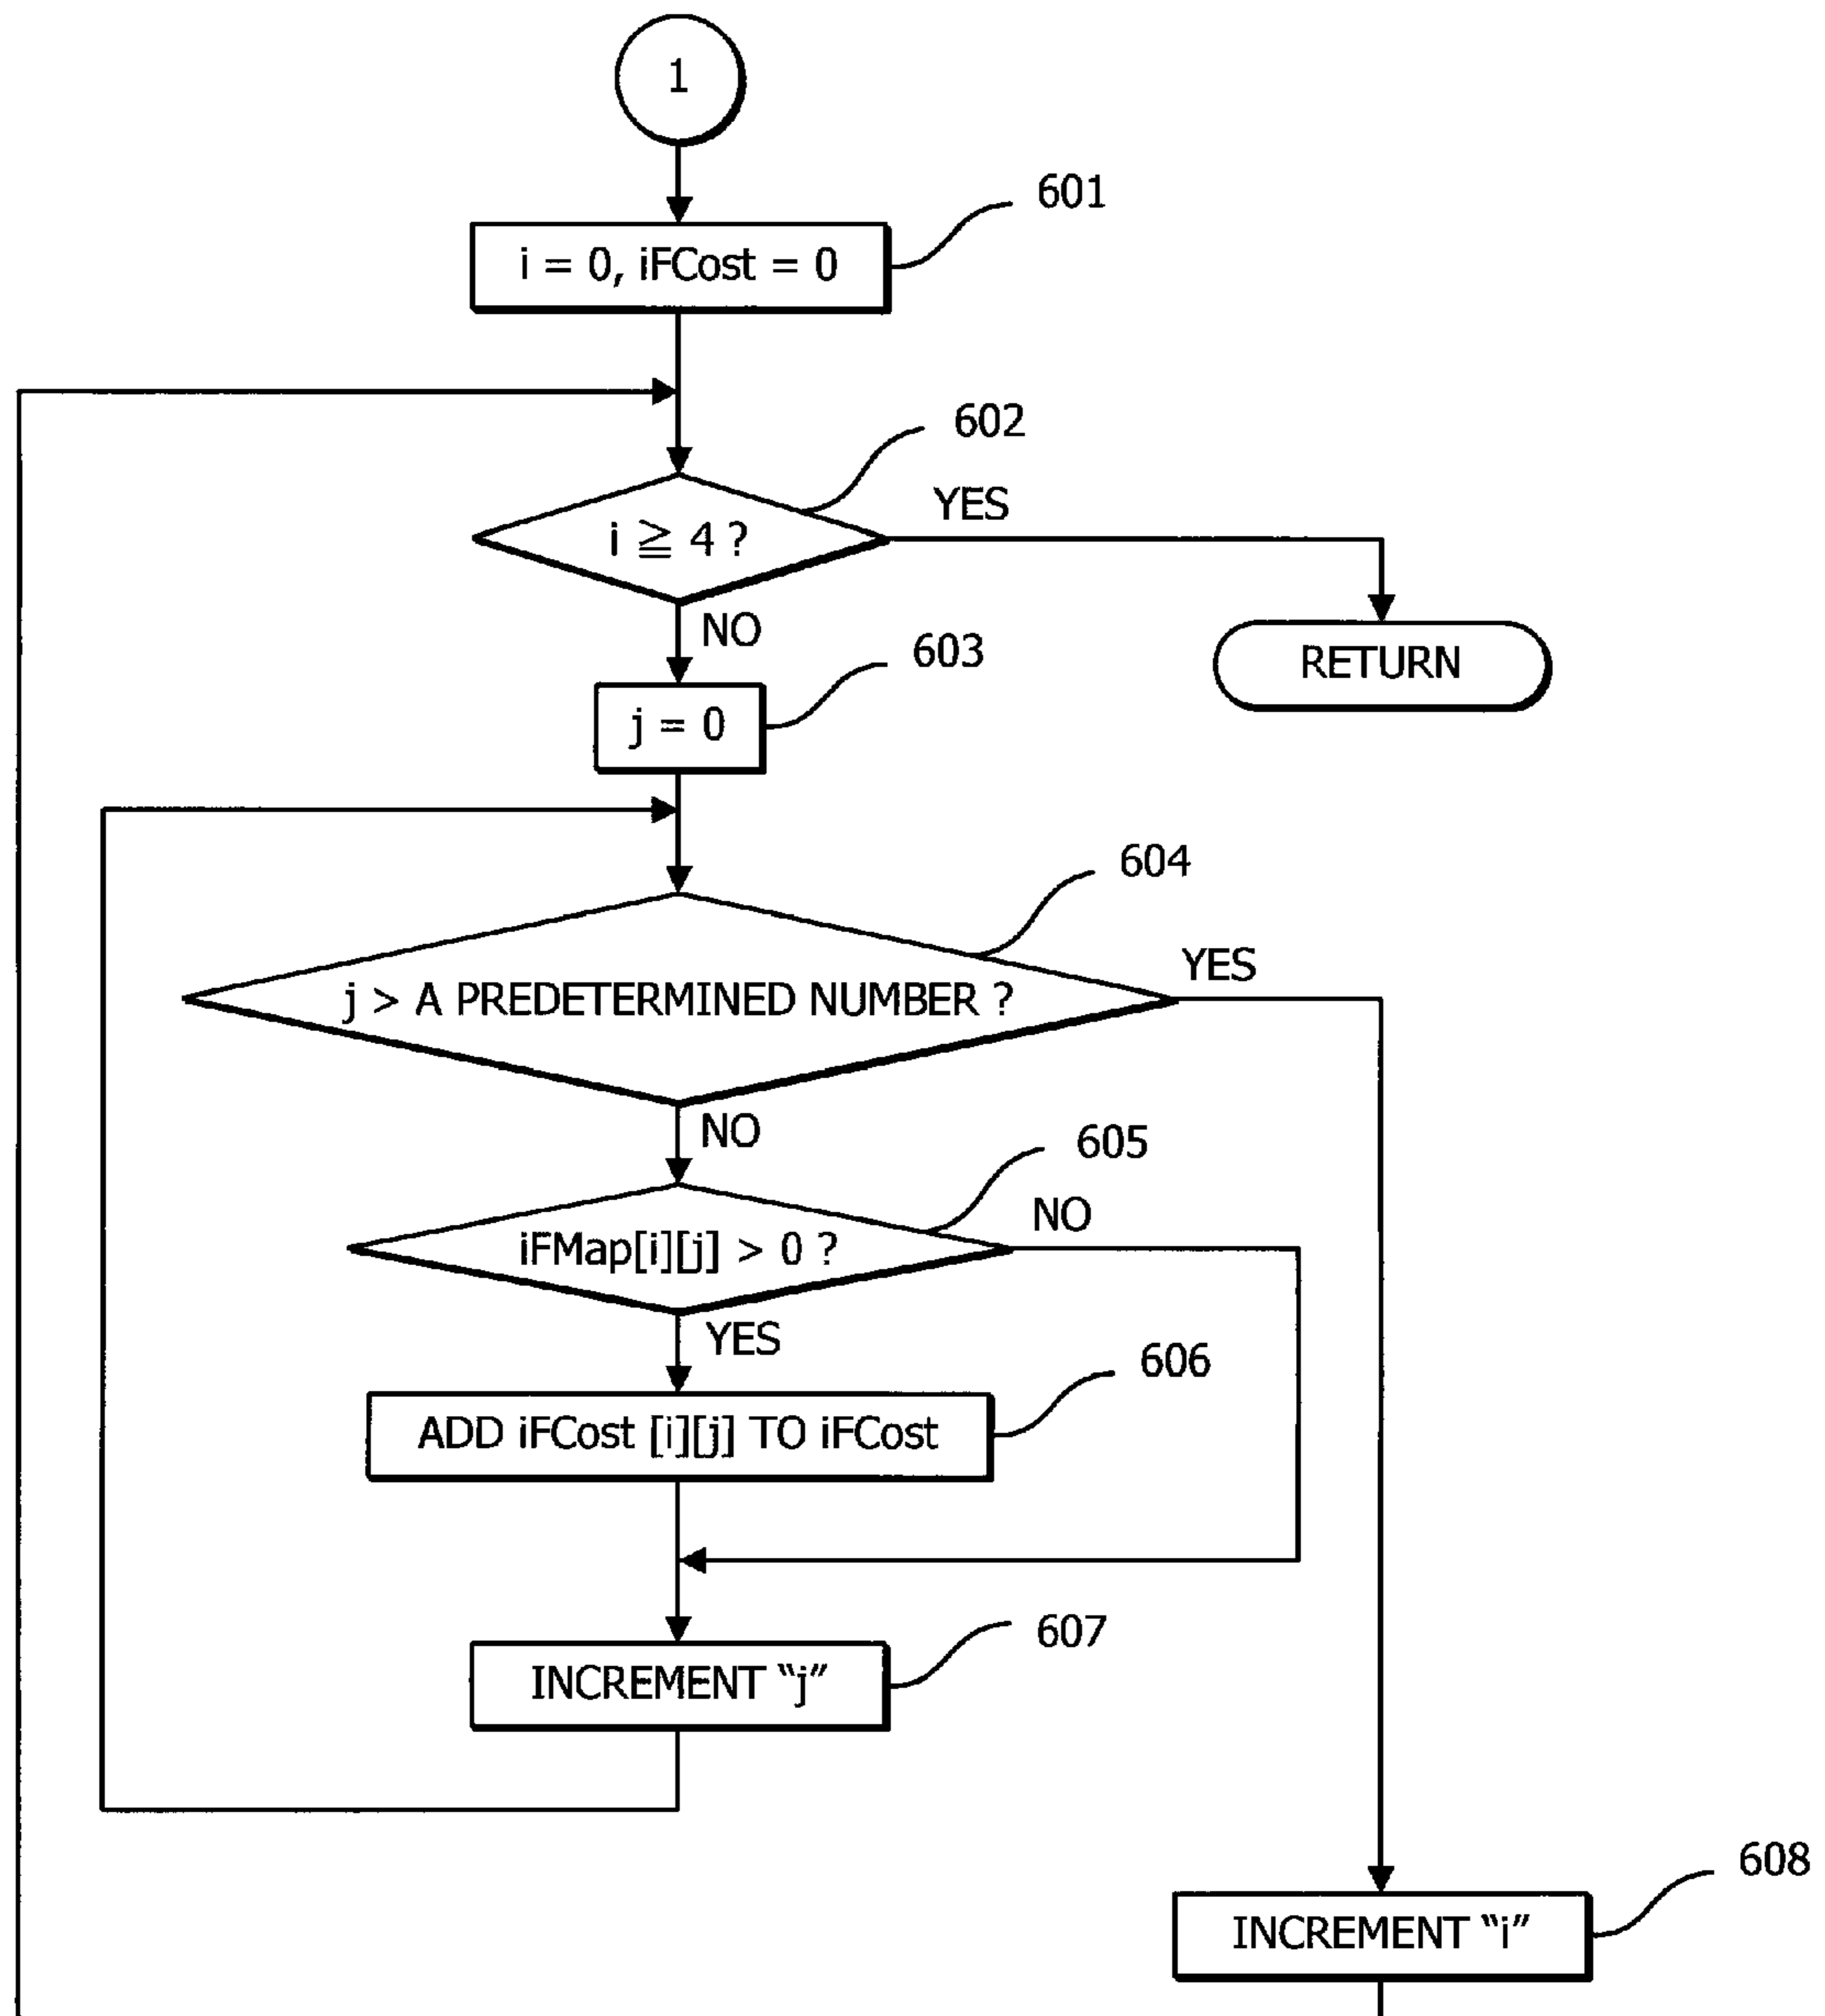 1
601
i = 0, iFCost = 0
602
i ≧ 4 ?
YES
NO
603
RETURN
j = 0
604
j > A PREDETERMINED NUMBER ?
YES
NO
605
iFMap[i][j] > 0 ?
NO
YES
606
ADD iFCost [i][j] TO iFCost
607
INCREMENT “j”
608
INCREMENT “i”